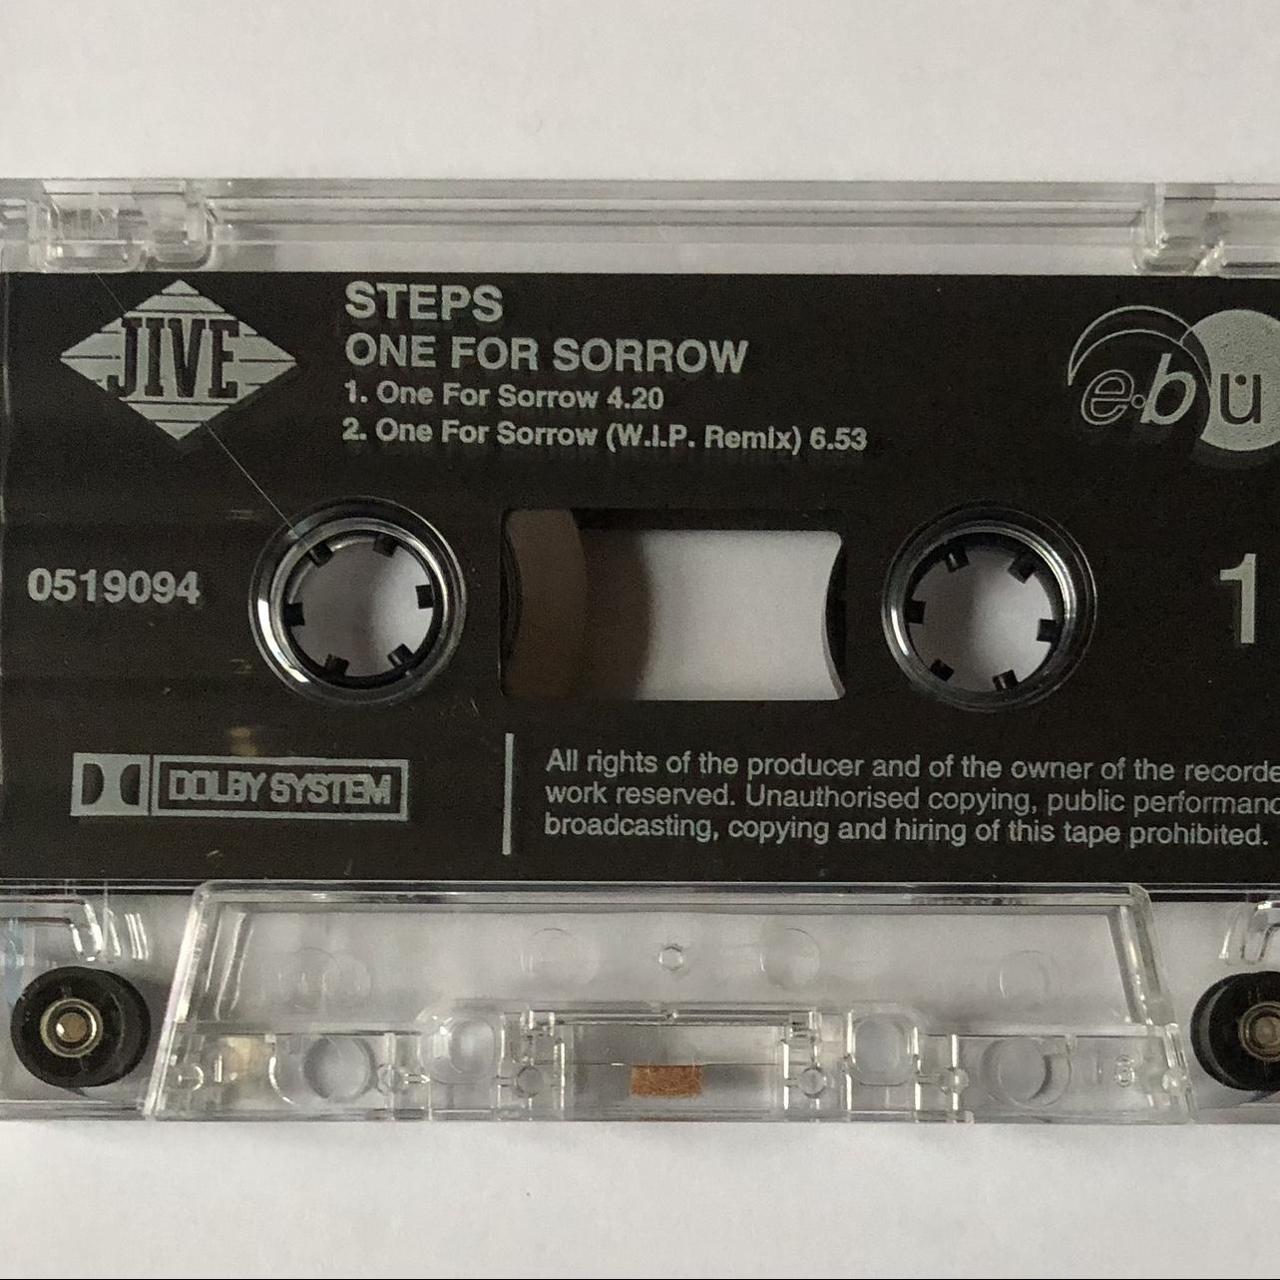 JIVE
STEPS
ONE FOR SORROW
1. One For Sorrow 4.20
2. One For Sorrow (W.I.P. Remix) 6.53
e·bü
0519094
1
DOLBY SYSTEM
All rights of the producer and of the owner of the recorde
work reserved. Unauthorised copying, public performanc
broadcasting, copying and hiring of this tape prohibited.